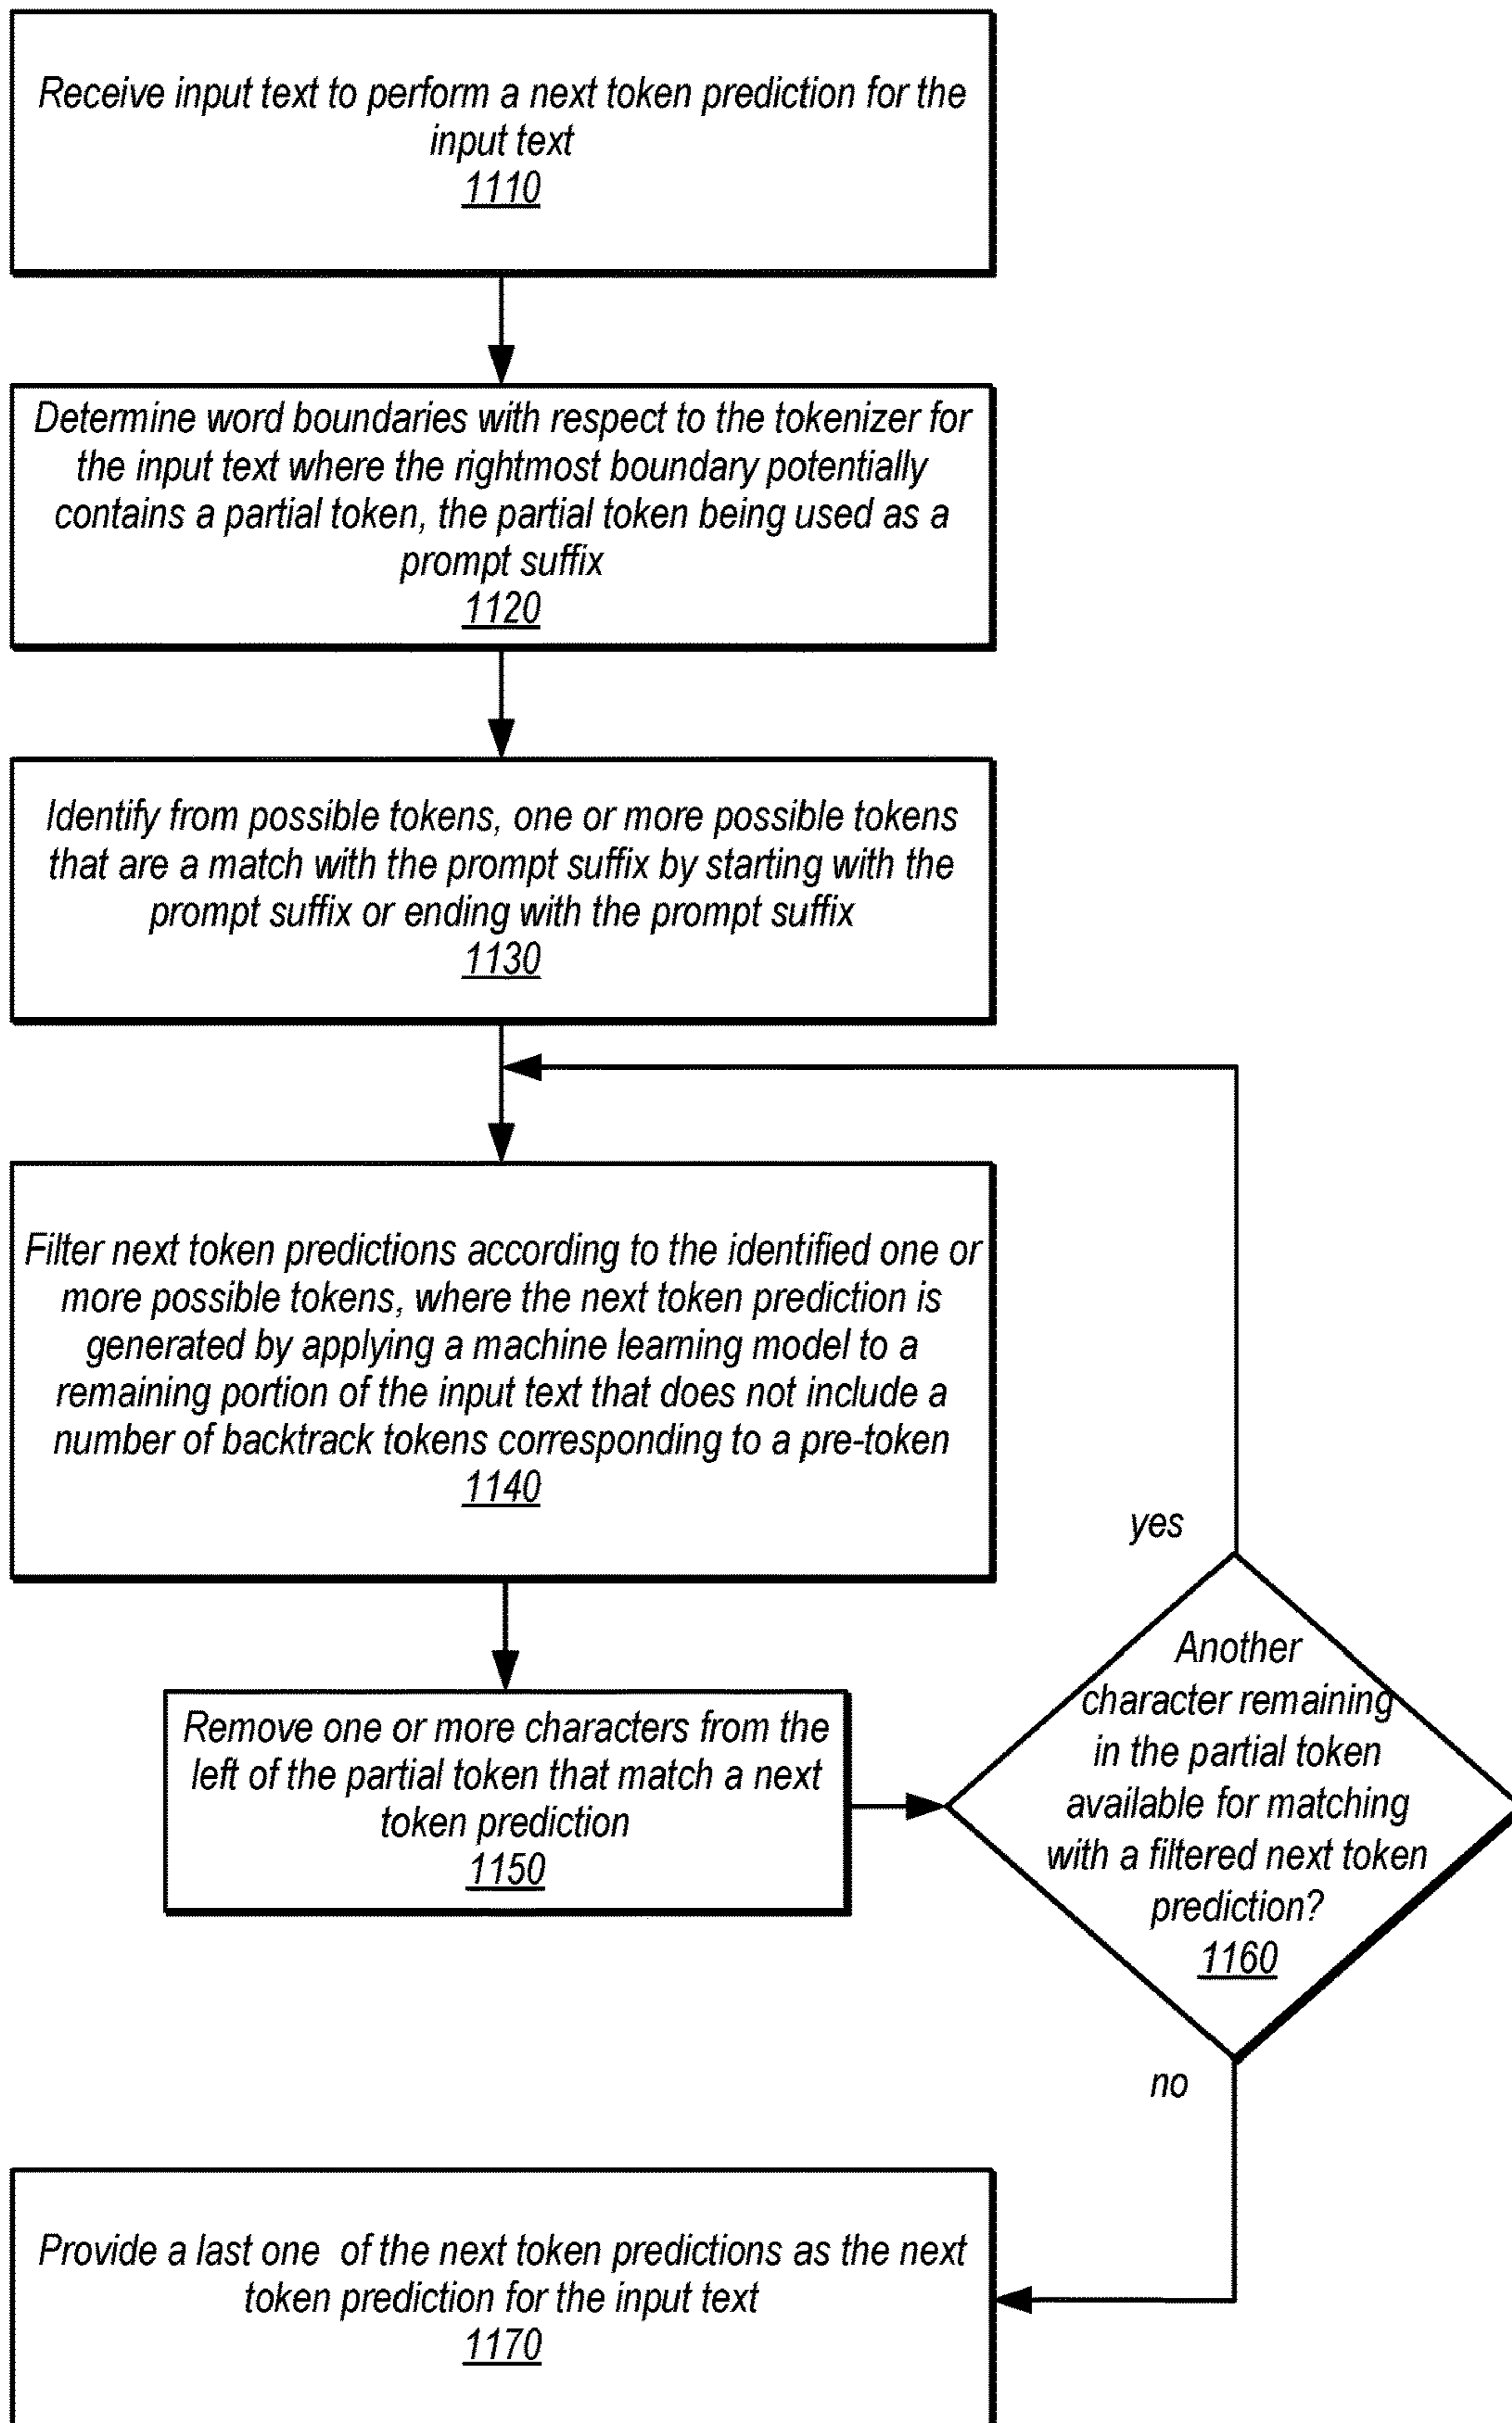 Receive input text to perform a next token prediction for the
input text
1110
Determine word boundaries with respect to the tokenizer for
the input text where the rightmost boundary potentially
contains a partial token, the partial token being used as a
prompt suffix
1120
Identify from possible tokens, one or more possible tokens
that are a match with the prompt suffix by starting with the
prompt suffix or ending with the prompt suffix
1130
Filter next token predictions according to the identified one or
more possible tokens, where the next token prediction is
generated by applying a machine learning model to a
remaining portion of the input text that does not include a
number of backtrack tokens corresponding to a pre-token
1140
Remove one or more characters from the
left of the partial token that match a next
token prediction
1150
yes
Another
character remaining
in the partial token
available for matching
with a filtered next token
prediction?
1160
no
Provide a last one of the next token predictions as the next
token prediction for the input text
1170